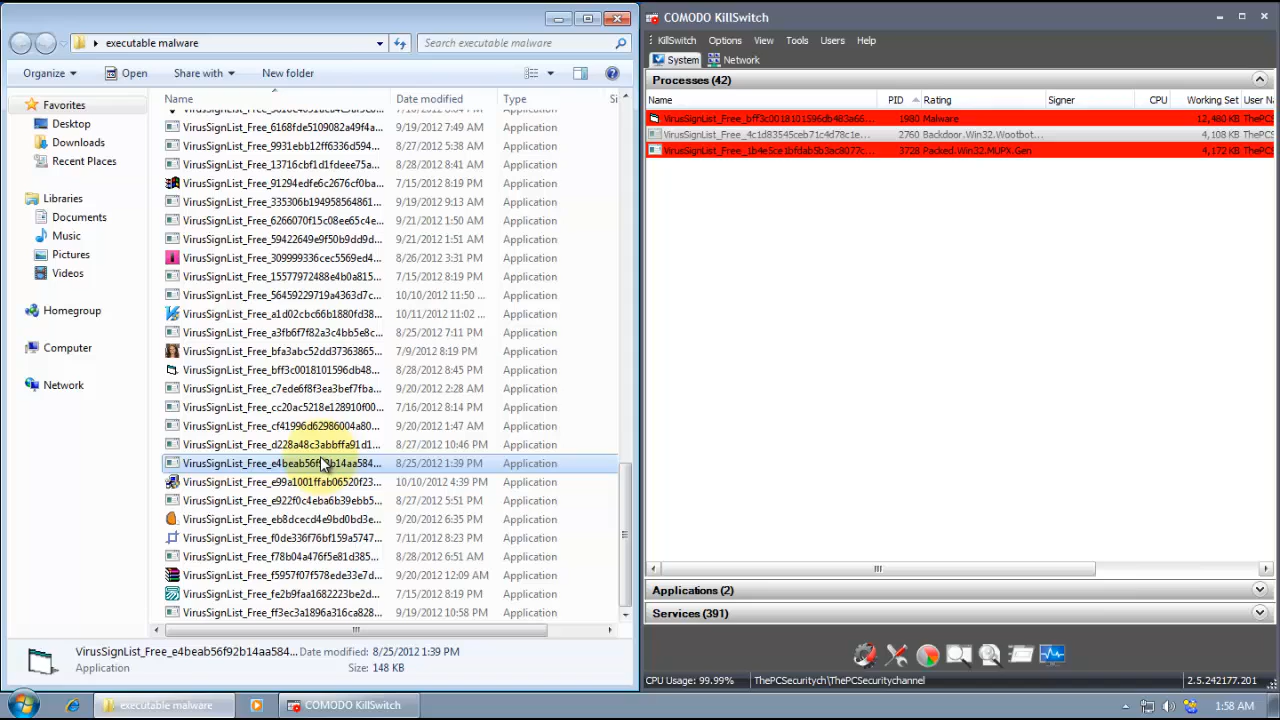 executable malware
Search executable malware
Organize
Open
Share with
New folder
Favorites
Desktop
Downloads
Recent Places
Libraries
Documents
Music
Pictures
Videos
Homegroup
Computer
Network
Name Date modified Type
VirusSignList_Free_6168fde5109082a49f4a... 9/19/2012 7:49 AM Application
VirusSignList_Free_9931ebb12ff6336fd594... 8/27/2012 5:38 AM Application
VirusSignList_Free_15367cfcfd1fdeee75a... 8/28/2012 8:41 AM Application
VirusSignList_Free_91294edfe6c2676cf0ba... 7/15/2012 8:19 PM Application
VirusSignList_Free_335306b194958564861... 9/19/2012 9:13 AM Application
VirusSignList_Free_6266070f15c08ee65c4e... 9/21/2012 1:50 AM Application
VirusSignList_Free_59422649e9f50b9dd9d... 9/21/2012 1:51 AM Application
VirusSignList_Free_309999336cec5569ed4... 8/26/2012 3:31 PM Application
VirusSignList_Free_15577972488e4b0a815... 7/15/2012 8:19 PM Application
VirusSignList_Free_56459229719a4363d7c... 10/10/2012 11:50 ... Application
VirusSignList_Free_a1d02cbc66b1880fd38... 10/11/2012 11:02 ... Application
VirusSignList_Free_a3fb6f7f82a3c4bb5e8c... 8/25/2012 7:11 PM Application
VirusSignList_Free_bfa3abc52dd37363865... 7/9/2012 8:19 PM Application
VirusSignList_Free_bff3c0018101596db48... 8/28/2012 8:45 PM Application
VirusSignList_Free_c7ede6f8f3ea3bef7fba... 9/20/2012 2:28 AM Application
VirusSignList_Free_cc20ac5218e128910f00... 7/16/2012 8:14 PM Application
VirusSignList_Free_cf41996d62986004a80... 9/20/2012 1:47 AM Application
VirusSignList_Free_d228a48c3abbffa91d1... 8/27/2012 10:46 PM Application
VirusSignList_Free_e4beab56f92b14aa584... 8/25/2012 1:39 PM Application
VirusSignList_Free_e99a1001ffab06520f23... 10/10/2012 4:39 PM Application
VirusSignList_Free_e922f0c4eba6b39ebb5... 8/27/2012 5:51 PM Application
VirusSignList_Free_eb8dcecd4e9bd0bd3e... 9/20/2012 6:35 PM Application
VirusSignList_Free_f0de336f76bf159a5747... 7/11/2012 8:23 PM Application
VirusSignList_Free_f78b04a476f5e81d385... 8/28/2012 6:51 AM Application
VirusSignList_Free_f5957f07f578ede33e7d... 9/20/2012 12:09 AM Application
VirusSignList_Free_fe2b9faa1682223be2d... 7/15/2012 8:19 PM Application
VirusSignList_Free_ff3ec3a1896a316ca828... 9/19/2012 10:58 PM Application
VirusSignList_Free_e4beab56f92b14aa584... Date modified: 8/25/2012 1:39 PM
Application Size: 148 KB
COMODO KillSwitch
KillSwitch Options View Tools Users Help
System Network
Processes (42)
Name PID Rating Signer CPU Working Set User Na
VirusSignList_Free_bff3c0018101596db483a66... 1980 Malware 12,480 KB ThePCS
VirusSignList_Free_4c1d83545ceb71c4d78c1e... 2760 Backdoor.Win32.Wootbot... 4,108 KB ThePCS
VirusSignList_Free_1b4e5ce1bfdab5b3ac8077c... 3728 Packed.Win32.MUPX.Gen 4,172 KB ThePCS
Applications (2)
Services (391)
CPU Usage: 99.99% ThePCSecuritych\ThePCSecuritychannel 2.5.242177.201
executable malware
COMODO KillSwitch
1:58 AM